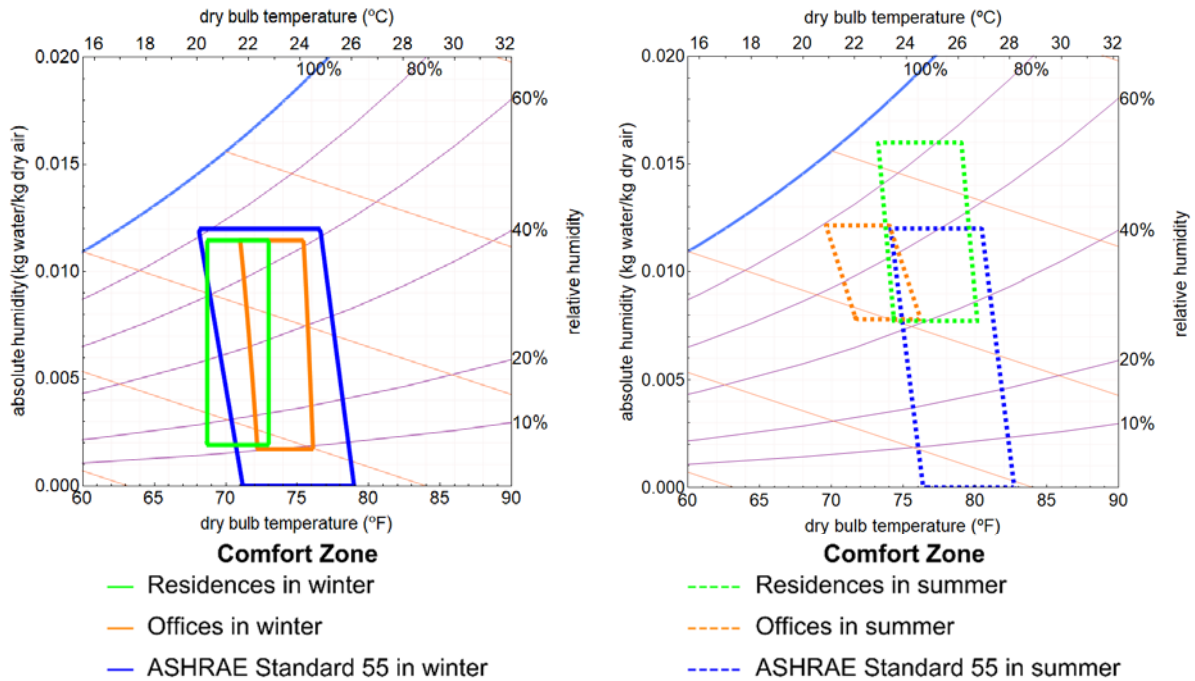 dry bulb temperature (ºC)
16 18 20 22 24 26 28 30 32
0.020
100% 80%
60%
0.015
absolute humidity(kg water/kg dry air)
40%
0.010
relative humidity
0.005
20%
10%
0.000
60 65 70 75 80 85 90
dry bulb temperature (ºF)
Comfort Zone
Residences in winter
Offices in winter
ASHRAE Standard 55 in winter
dry bulb temperature (ºC)
16 18 20 22 24 26 28 30 32
0.020
100% 80%
60%
0.015
absolute humidity (kg water/kg dry air)
40%
0.010
relative humidity
0.005
20%
10%
0.000
60 65 70 75 80 85 90
dry bulb temperature (ºF)
Comfort Zone
Residences in summer
Offices in summer
ASHRAE Standard 55 in summer